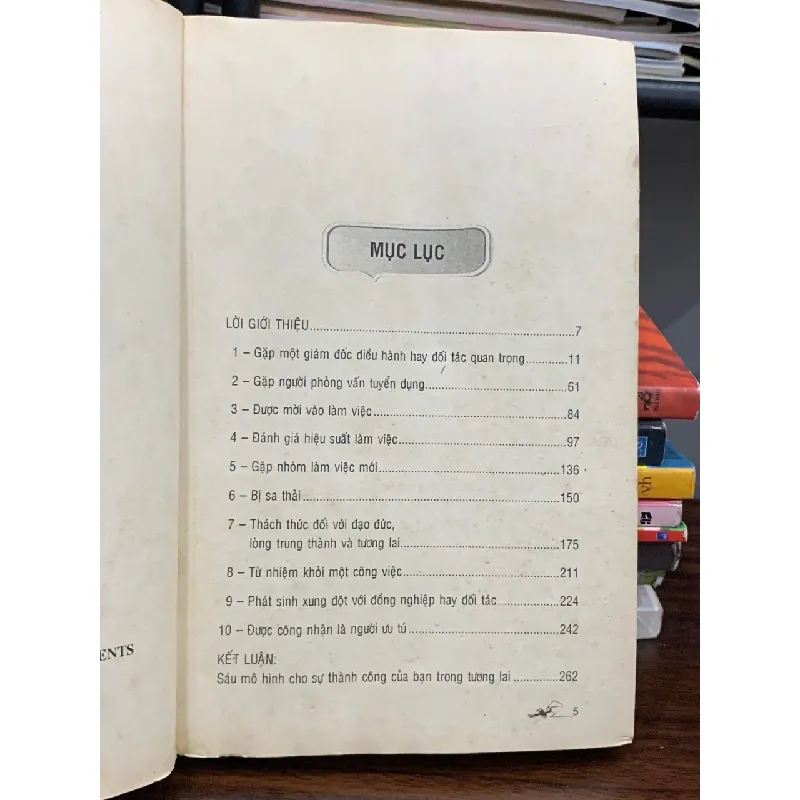 MỤC LỤC
LỜI GIỚI THIỆU..........7
1 – Gặp một giám đốc điều hành hay đối tác quan trọng..........11
2 – Gặp người phỏng vấn tuyển dụng..........61
3 – Được mời vào làm việc..........84
4 – Đánh giá hiệu suất làm việc..........97
5 – Gặp nhóm làm việc mới..........136
6 – Bị sa thải..........150
7 – Thách thức đối với đạo đức,
lòng trung thành và tương lai..........175
8 – Từ nhiệm khỏi một công việc..........211
9 – Phát sinh xung đột với đồng nghiệp hay đối tác..........224
10 – Được công nhận là người ưu tú..........242
KẾT LUẬN:
Sáu mô hình cho sự thành công của bạn trong tương lai..........262
5
ENTS
vh